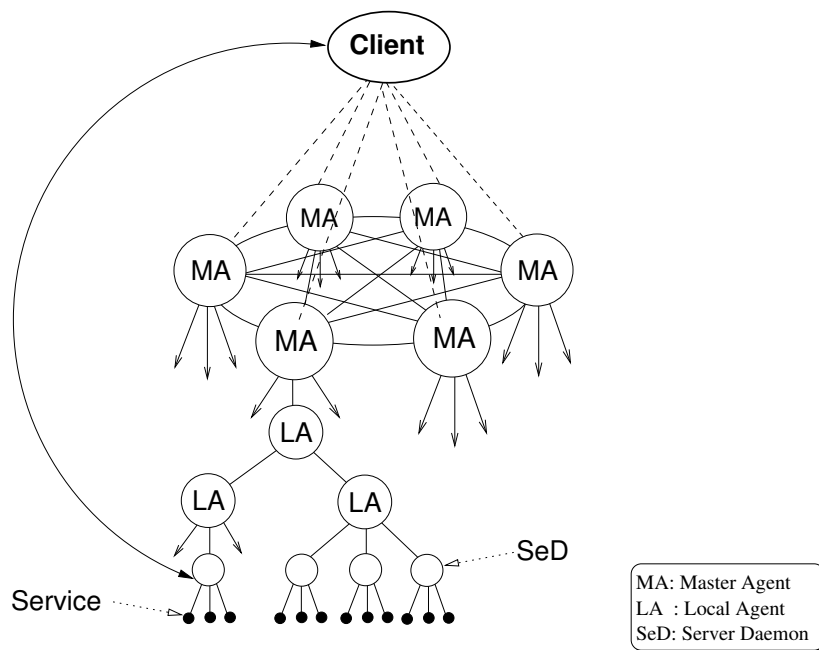 Client
MA
MA
MA
MA
MA
MA
LA
LA
LA
SeD
Service
MA: Master Agent
LA : Local Agent
SeD: Server Daemon